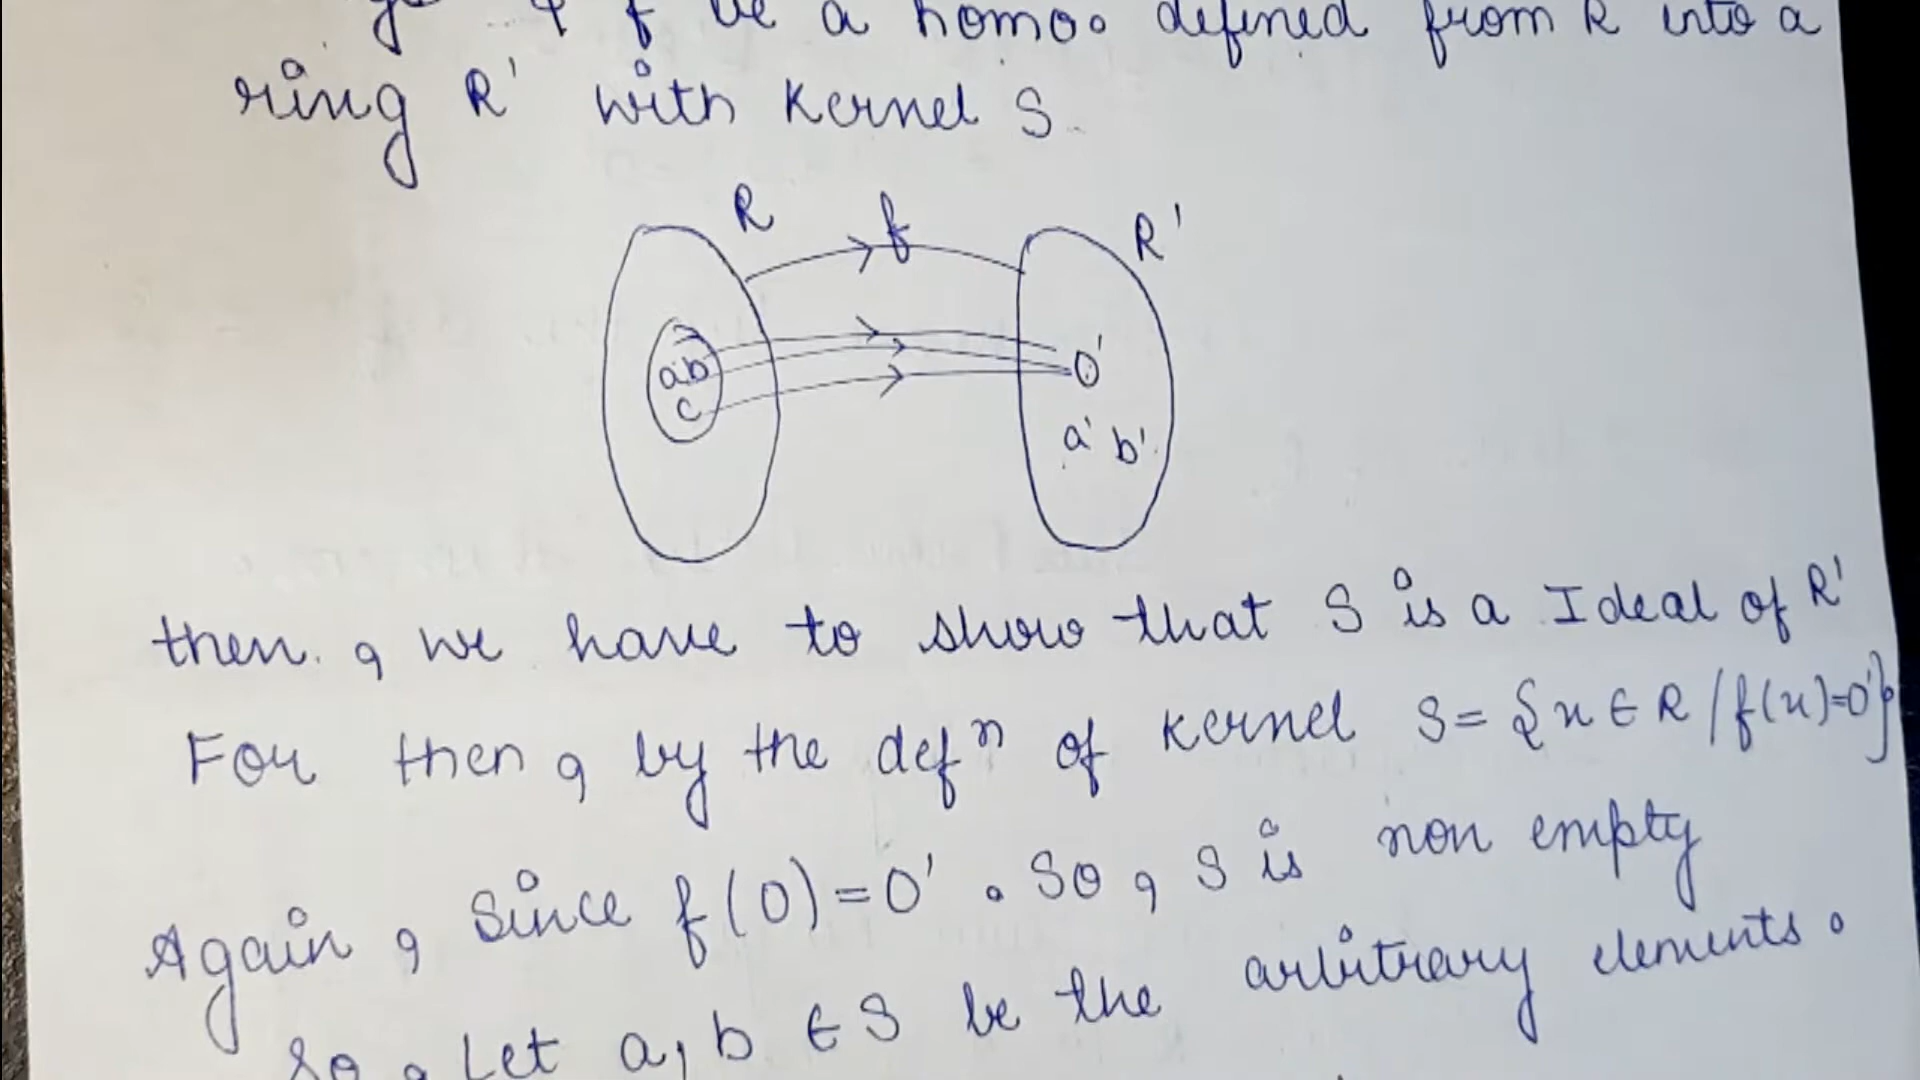 f be a homo. defined from R into a
ring R' with Kernel S.
R f R'
a b 0'
c
a' b'
then, we have to show that S is a Ideal of R'
For then, by the defⁿ of Kernel S = {x ∈ R / f(x)=0'}
Again, Since f(0)=0'. So, S is non empty
So, Let a, b ∈ S be the arbitrary elements.